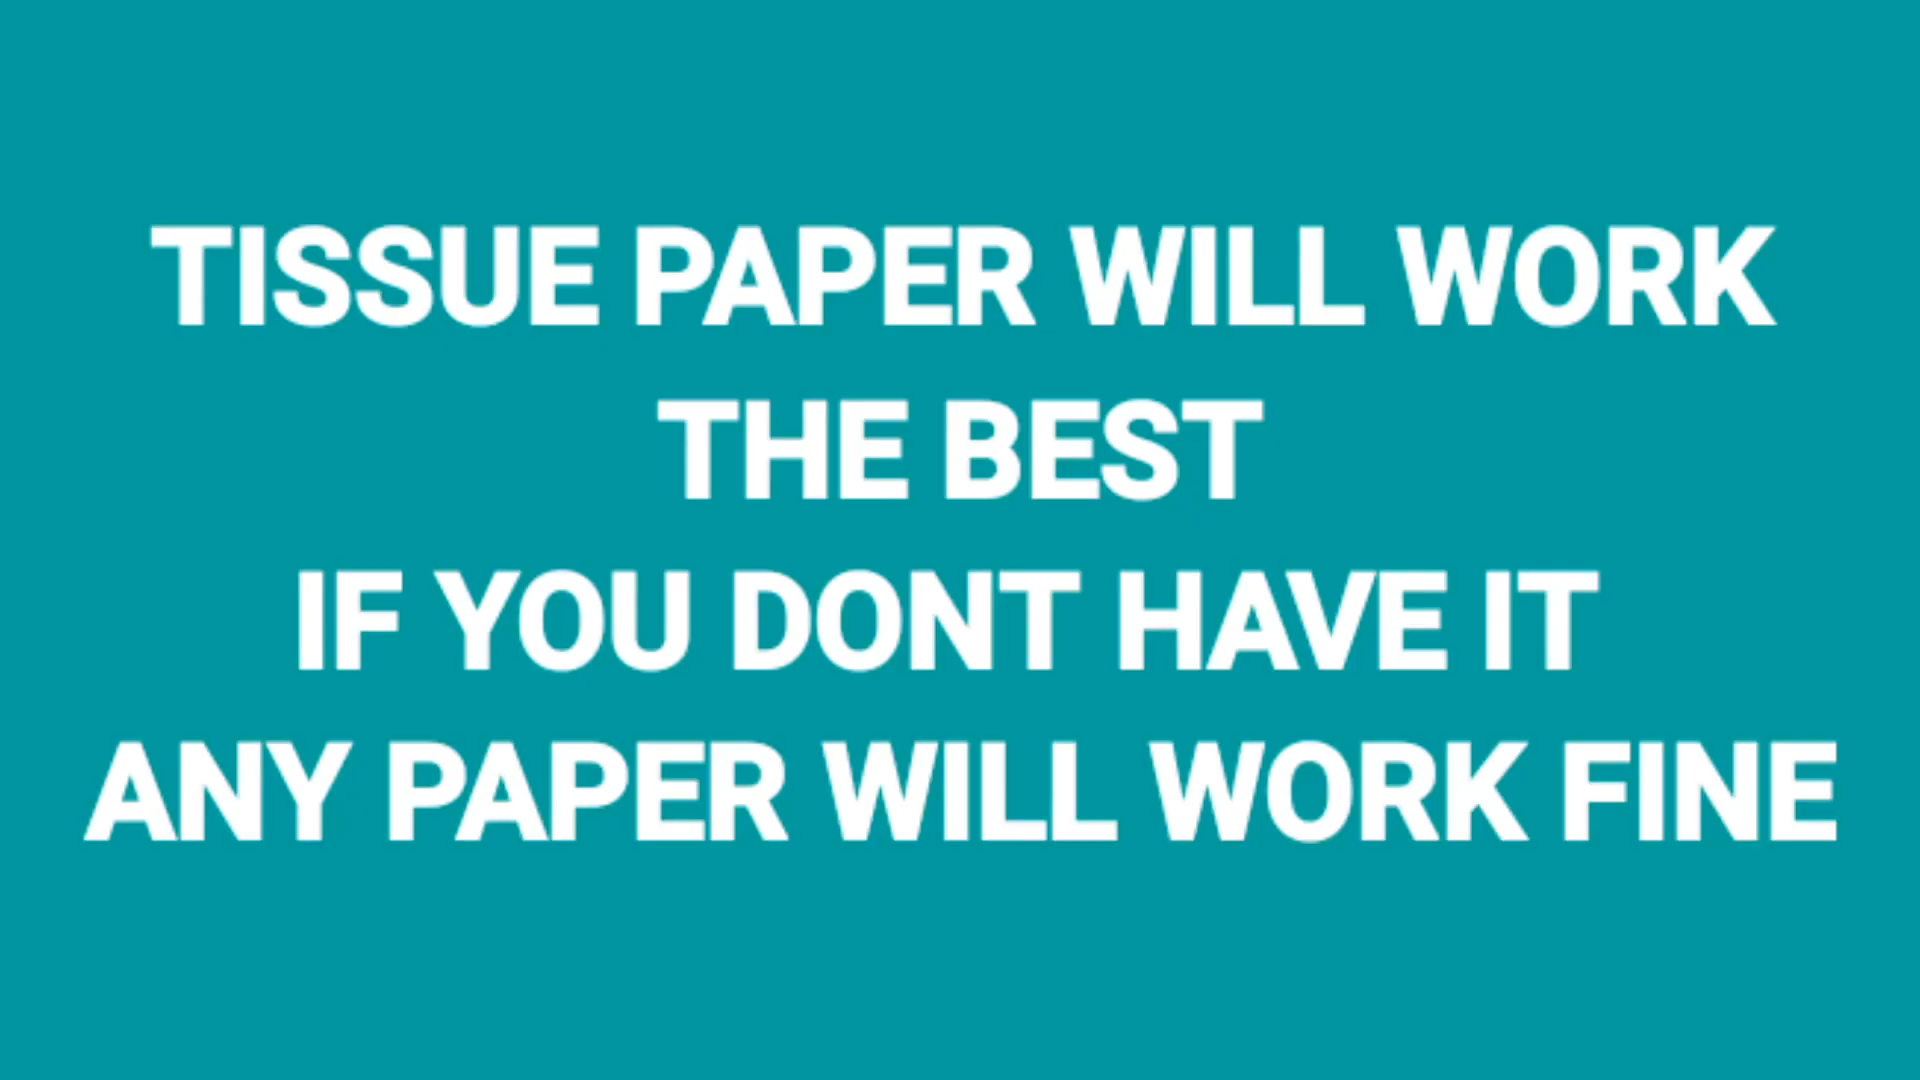 TISSUE PAPER WILL WORK
THE BEST
IF YOU DONT HAVE IT
ANY PAPER WILL WORK FINE